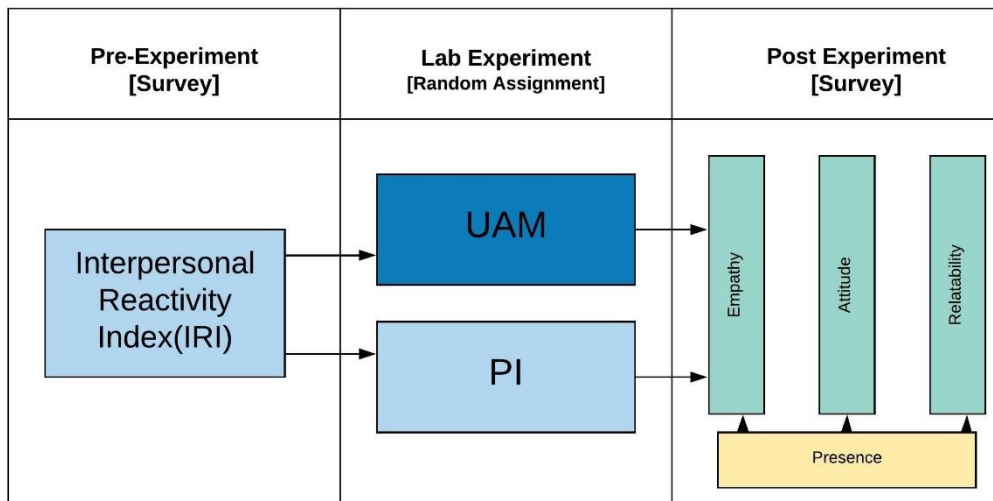 Pre-Experiment
[Survey]
Lab Experiment
[Random Assignment]
Post Experiment
[Survey]
Interpersonal
Reactivity
Index(IRI)
UAM
PI
Empathy
Attitude
Relatability
Presence